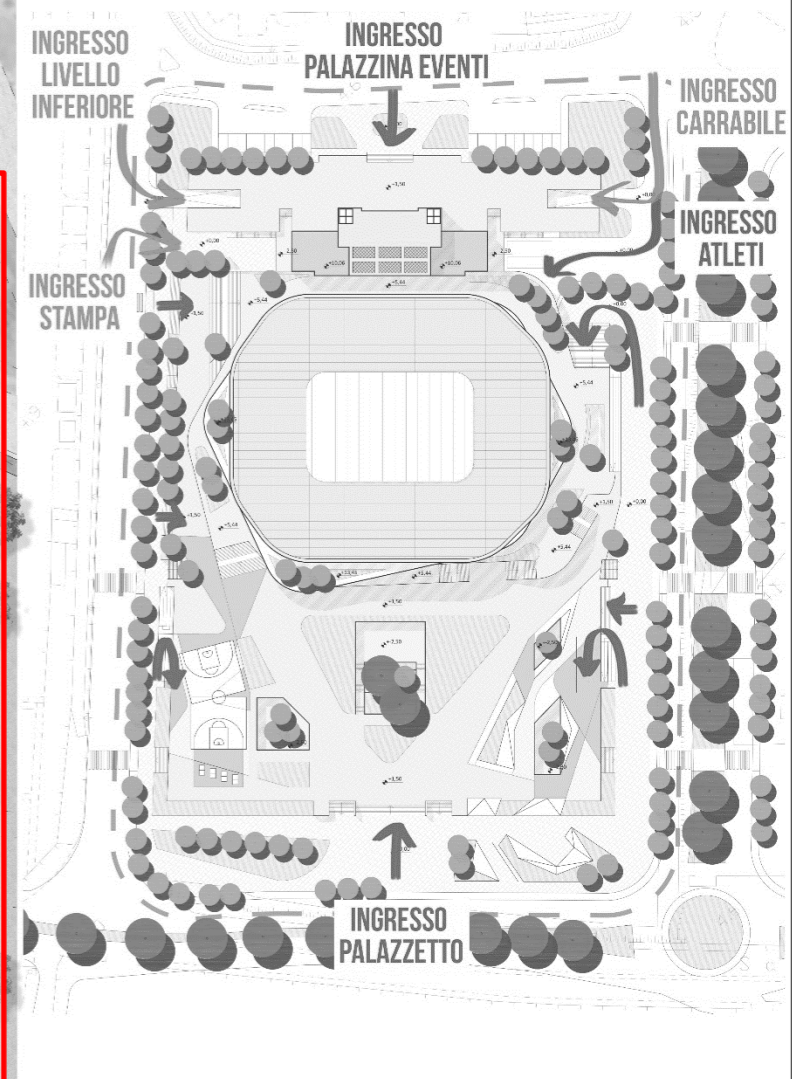 INGRESSO
LIVELLO
INFERIORE
INGRESSO
PALAZZINA EVENTI
INGRESSO
CARRABILE
INGRESSO
ATLETI
INGRESSO
STAMPA
INGRESSO
PALAZZETTO